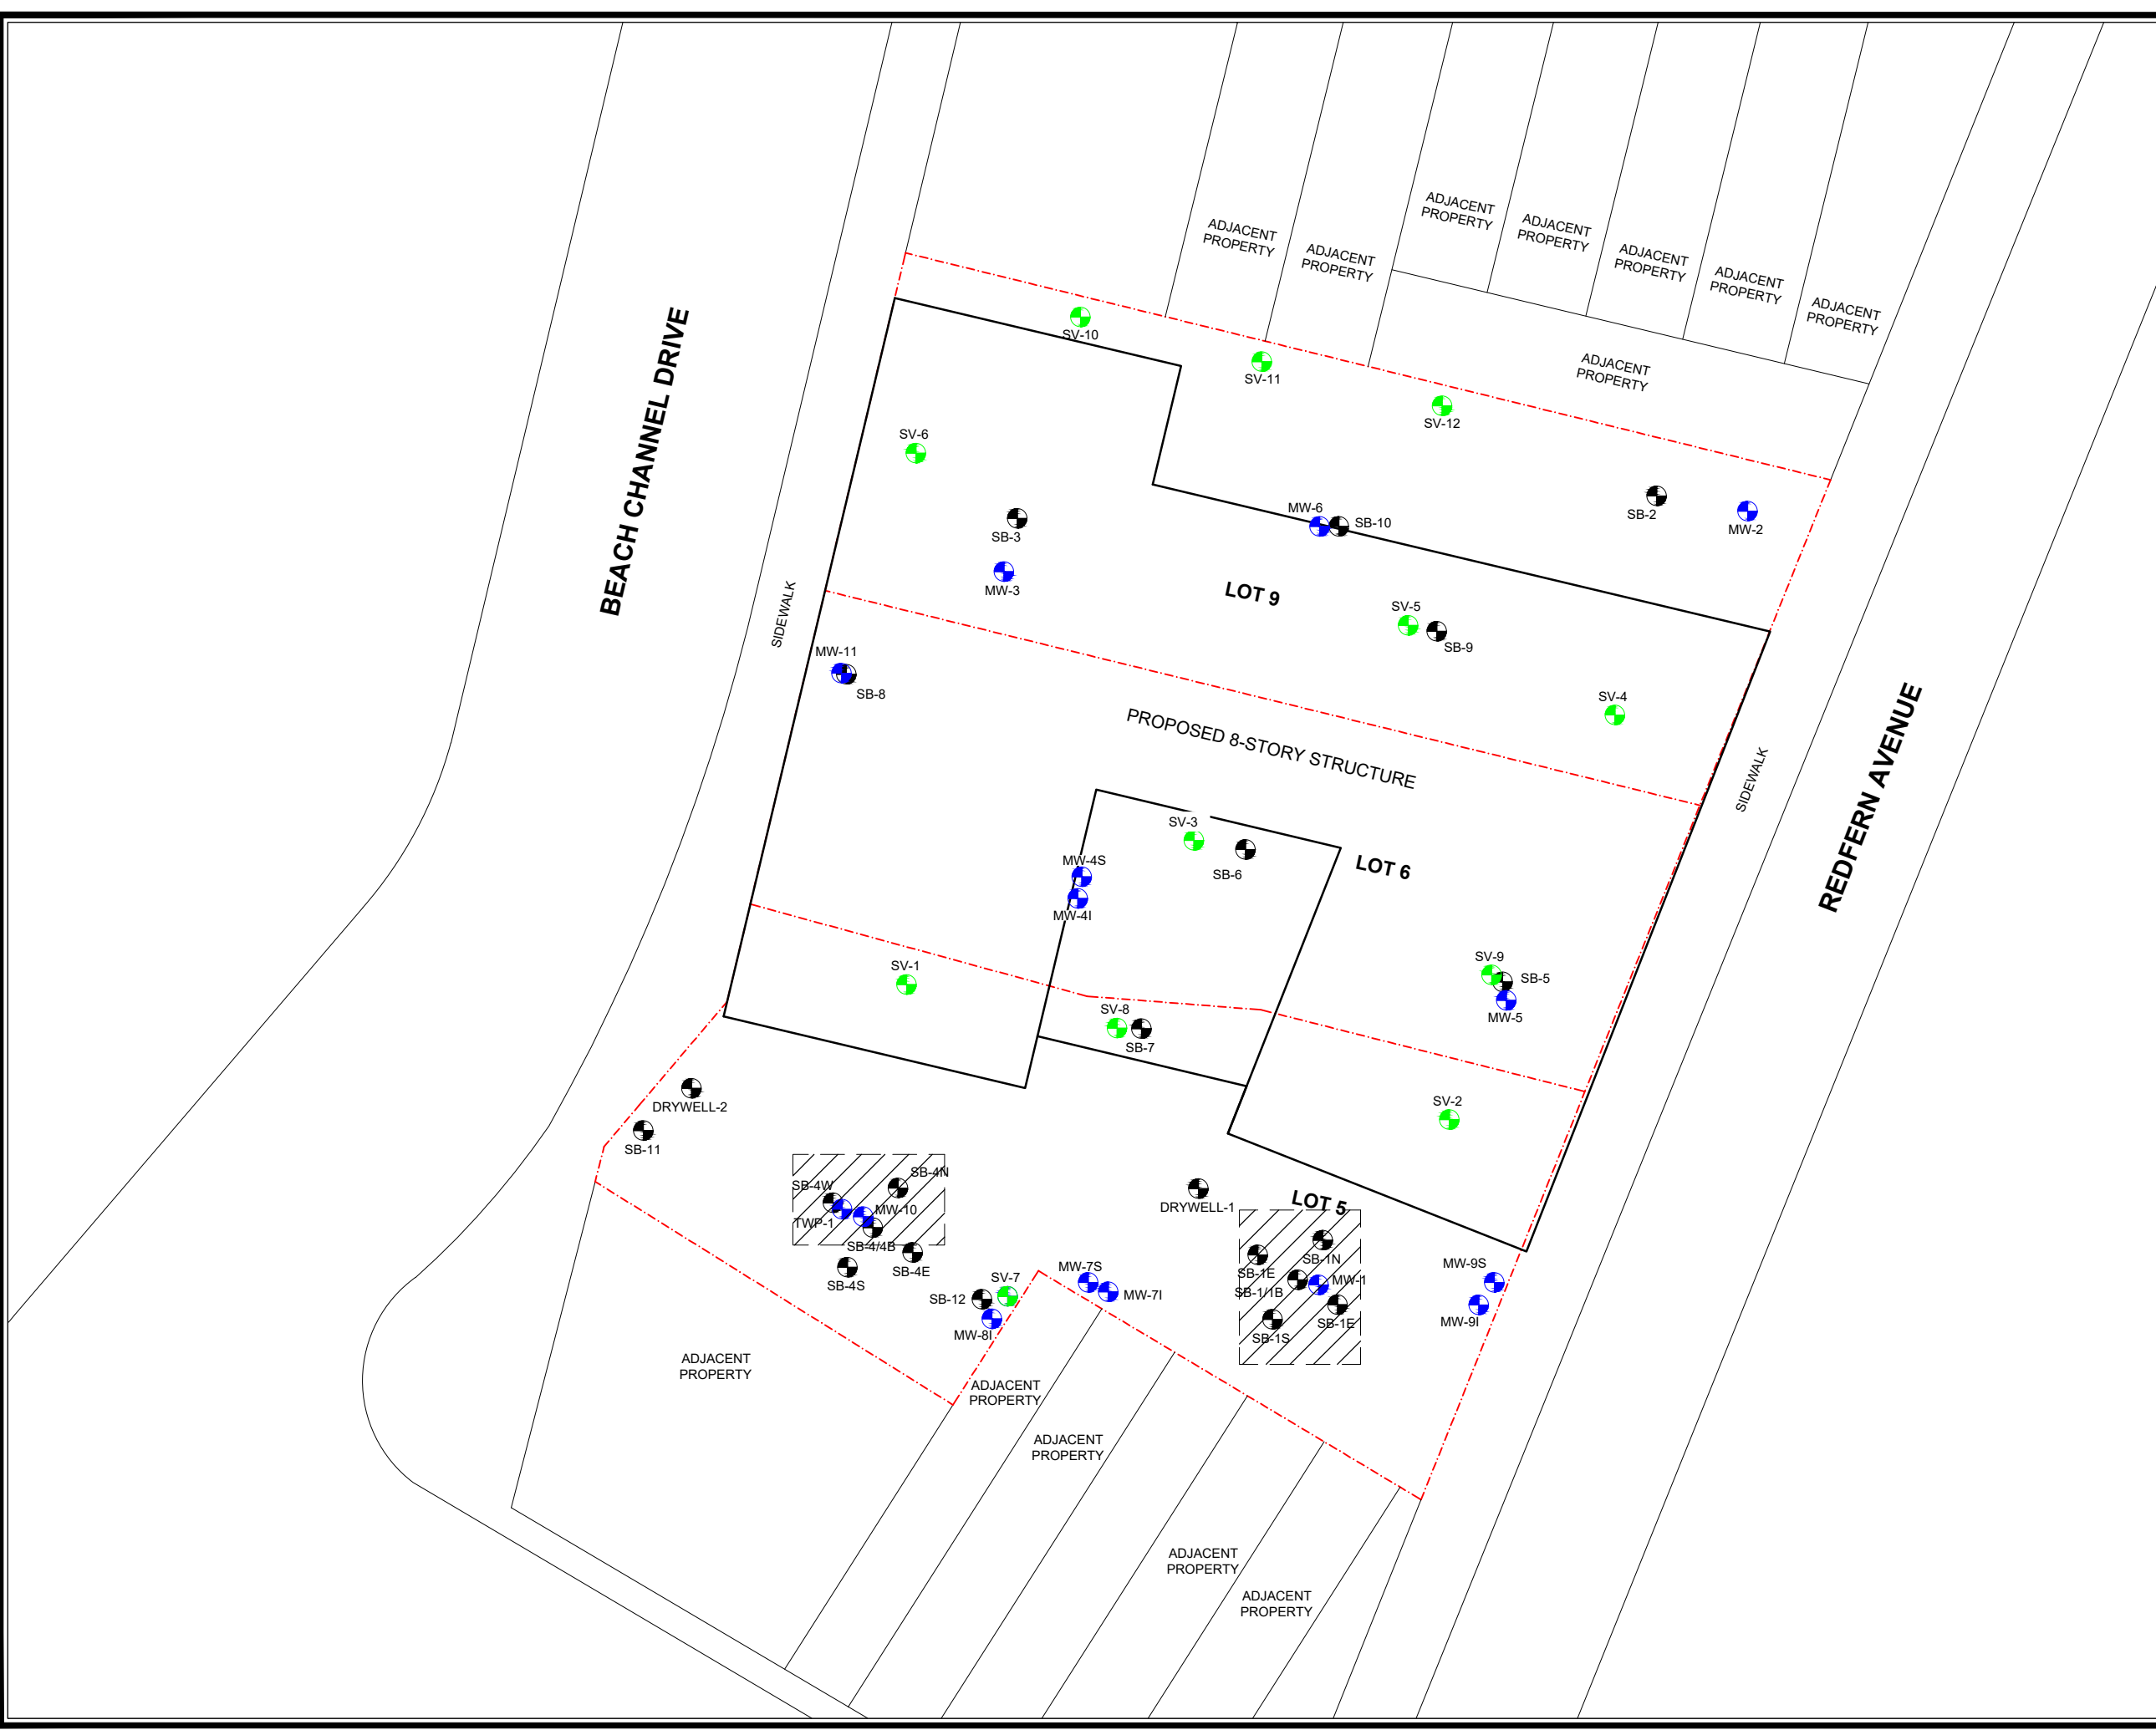 ADJACENT
PROPERTY
ADJACENT
PROPERTY
ADJACENT
PROPERTY
ADJACENT
PROPERTY
ADJACENT
PROPERTY
ADJACENT
PROPERTY
ADJACENT
PROPERTY
ADJACENT
PROPERTY
SV-10
SV-11
SV-12
SV-6
SB-3
MW-3
MW-6
SB-10
SB-2
MW-2
BEACH CHANNEL DRIVE
SIDEWALK
LOT 9
SV-5
SB-9
MW-11
SB-8
SV-4
PROPOSED 8-STORY STRUCTURE
SIDEWALK
REDFERN AVENUE
SV-3
SB-6
LOT 6
MW-4S
MW-4I
SV-1
SV-9
SB-5
MW-5
SV-8
SB-7
SV-2
DRYWELL-2
SB-11
SB-4N
SB-4W
MW-10
TWP-1
SB-4/4B
SB-4E
SB-4S
DRYWELL-1
LOT 5
SB-1N
SB-1E
MW-1
SB-1/1B
SB-1E
SB-1S
MW-9S
MW-9I
SV-7
SB-12
MW-8I
MW-7S
MW-7I
ADJACENT
PROPERTY
ADJACENT
PROPERTY
ADJACENT
PROPERTY
ADJACENT
PROPERTY
ADJACENT
PROPERTY